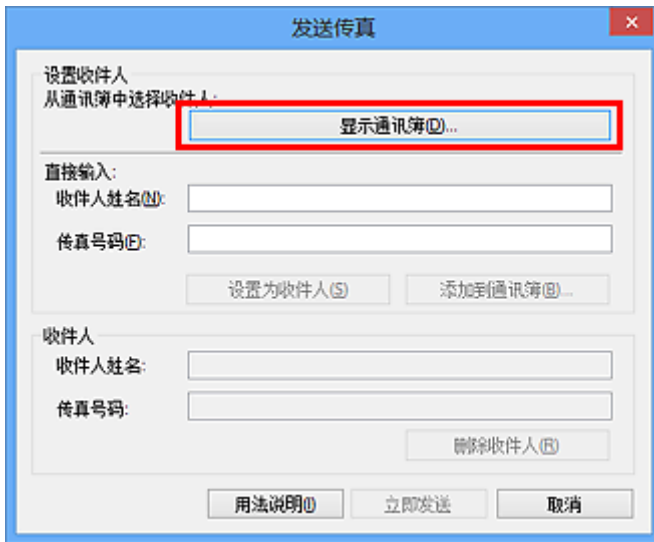 发送传真
设置收件人
从通讯簿中选择收件人:
显示通讯簿(D)...
直接输入:
收件人姓名(N):
传真号码(F):
设置为收件人(S)
添加到通讯簿(B)...
收件人
收件人姓名:
传真号码:
删除收件人(R)
用法说明(I)
立即发送
取消